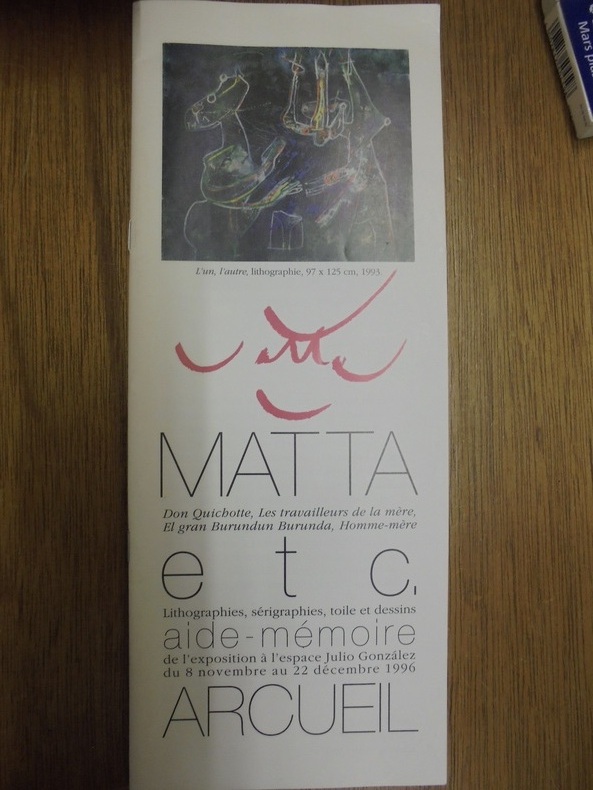 L'un, l'autre, lithographie, 97 x 125 cm, 1993
Matta
MATTA
Don Quichotte, Les travailleurs de la mère,
El gran Burundun Burunda, Homme-mère
etc.
Lithographies, sérigraphies, toile et dessins
aide-mémoire
de l'exposition à l'espace Julio González
du 8 novembre au 22 décembre 1996
ARCUEIL
Mars